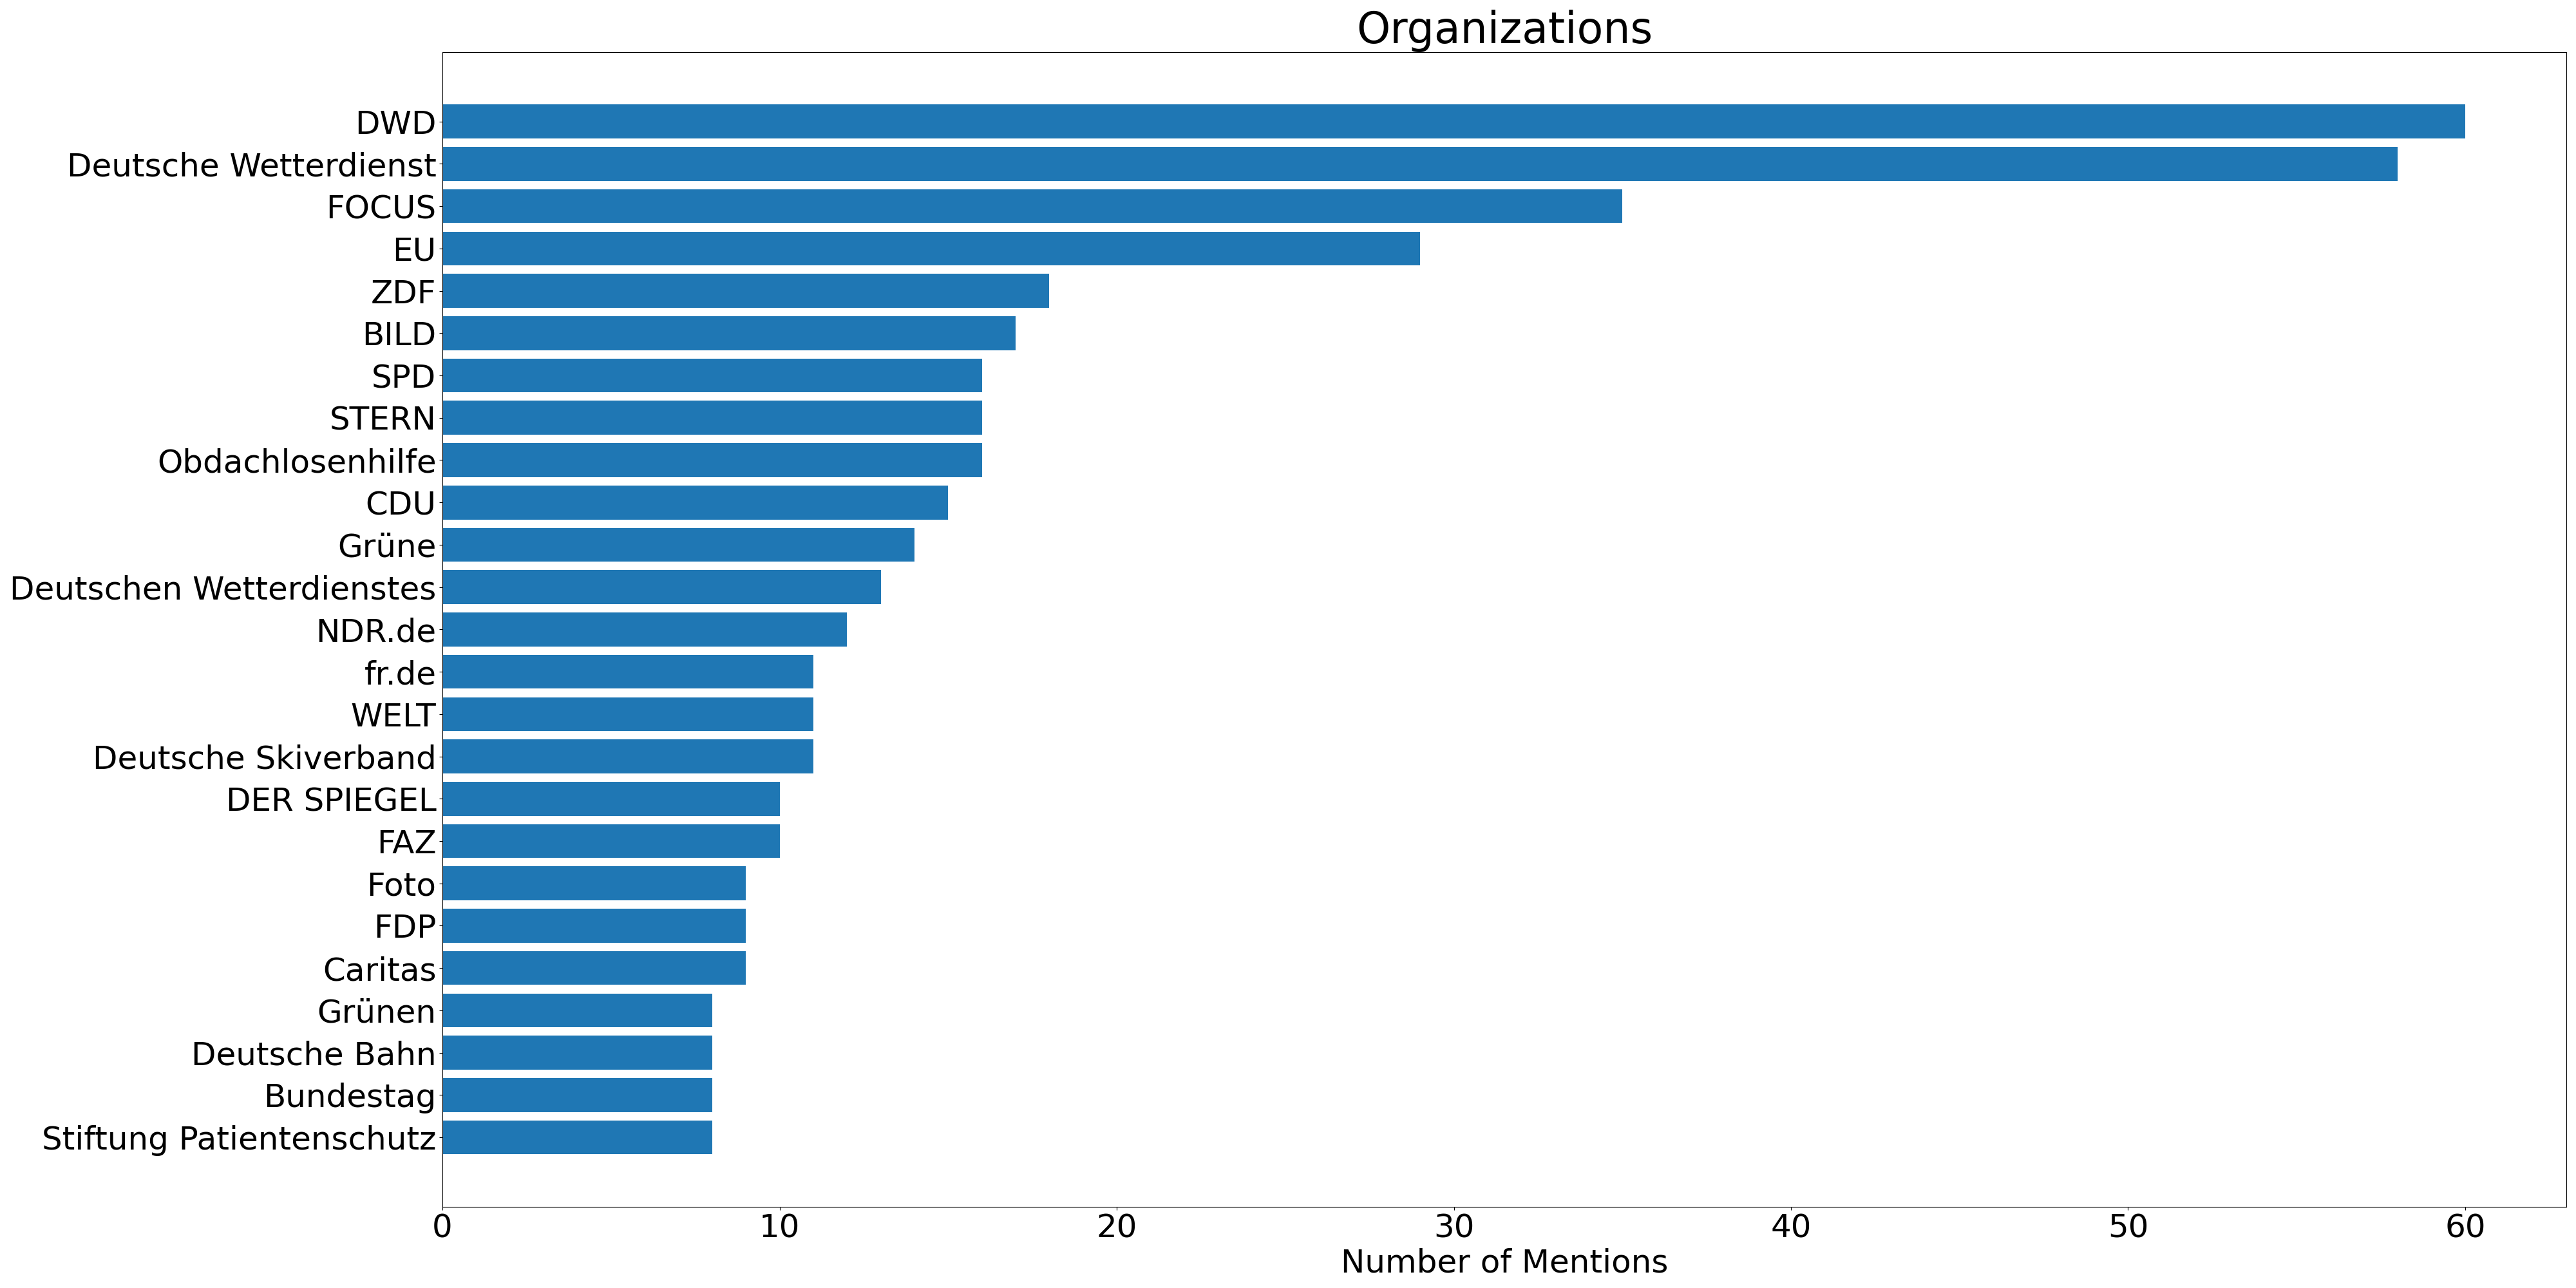 Organizations
DWD
Deutsche Wetterdienst
FOCUS
EU
ZDF
BILD
SPD
STERN
Obdachlosenhilfe
CDU
Grüne
Deutschen Wetterdienstes
NDR.de
fr.de
WELT
Deutsche Skiverband
DER SPIEGEL
FAZ
Foto
FDP
Caritas
Grünen
Deutsche Bahn
Bundestag
Stiftung Patientenschutz
0 10 20 30 40 50 60
Number of Mentions